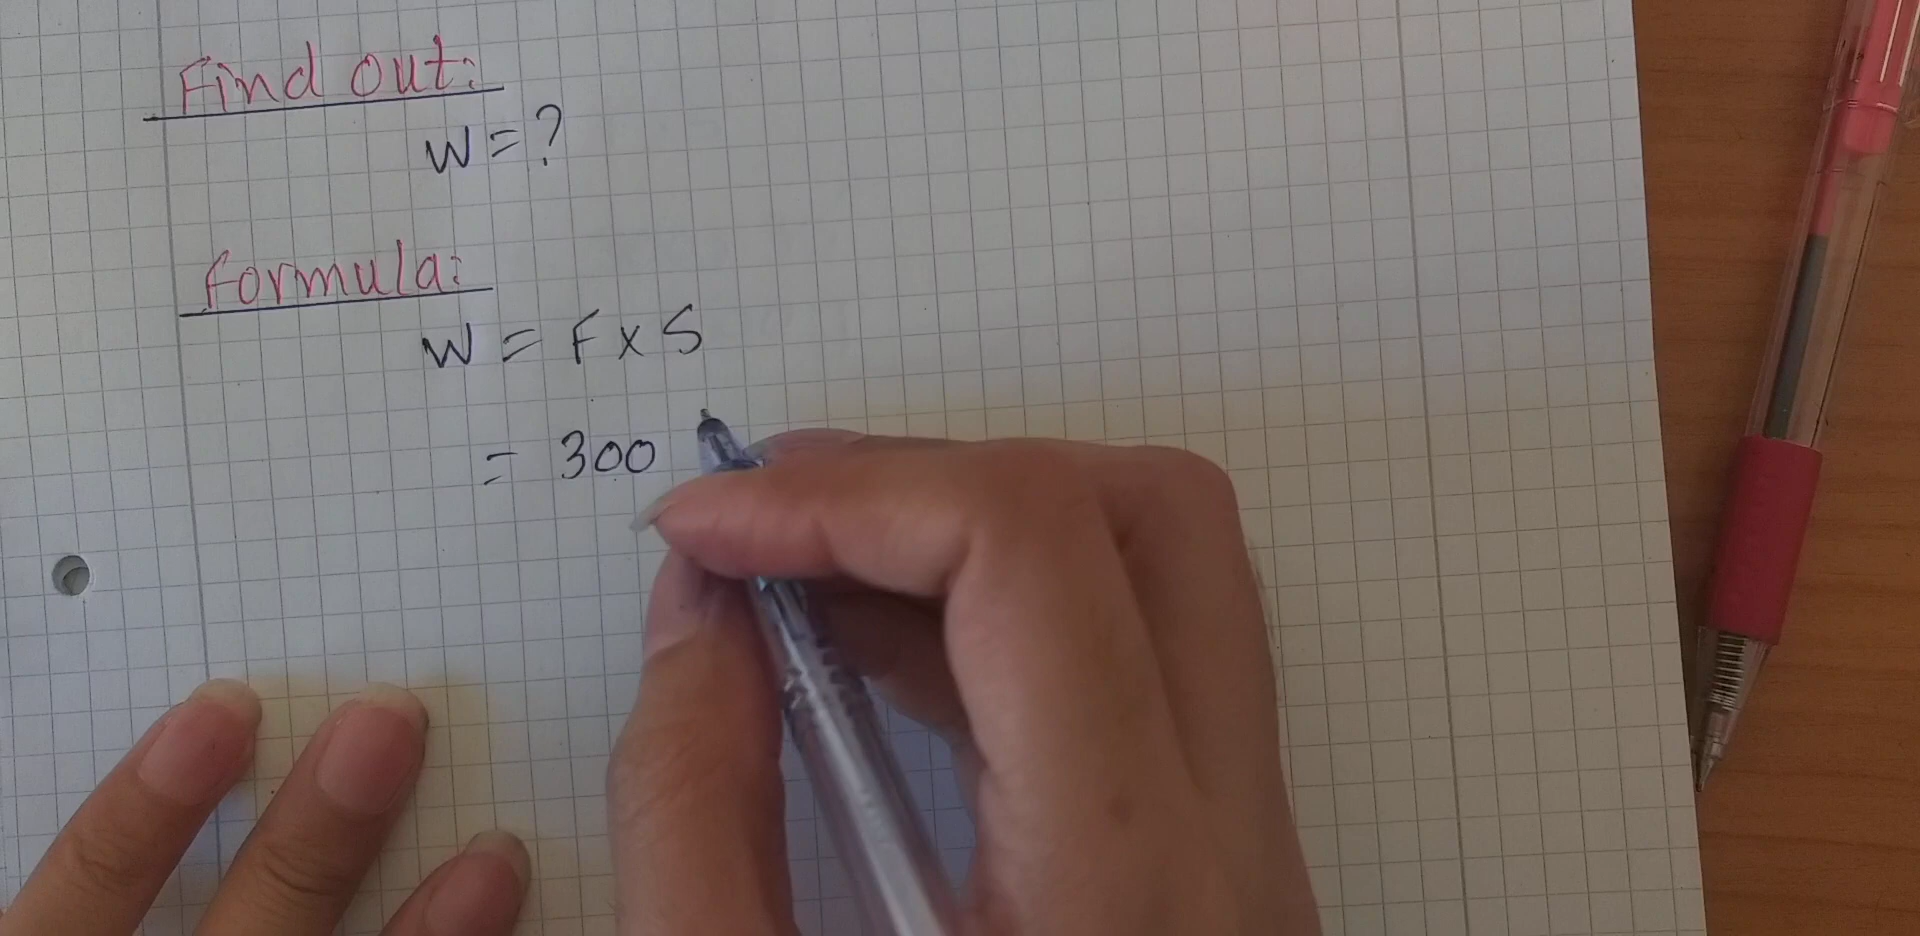 Find out:
W = ?
formula:
W = F x S
= 300